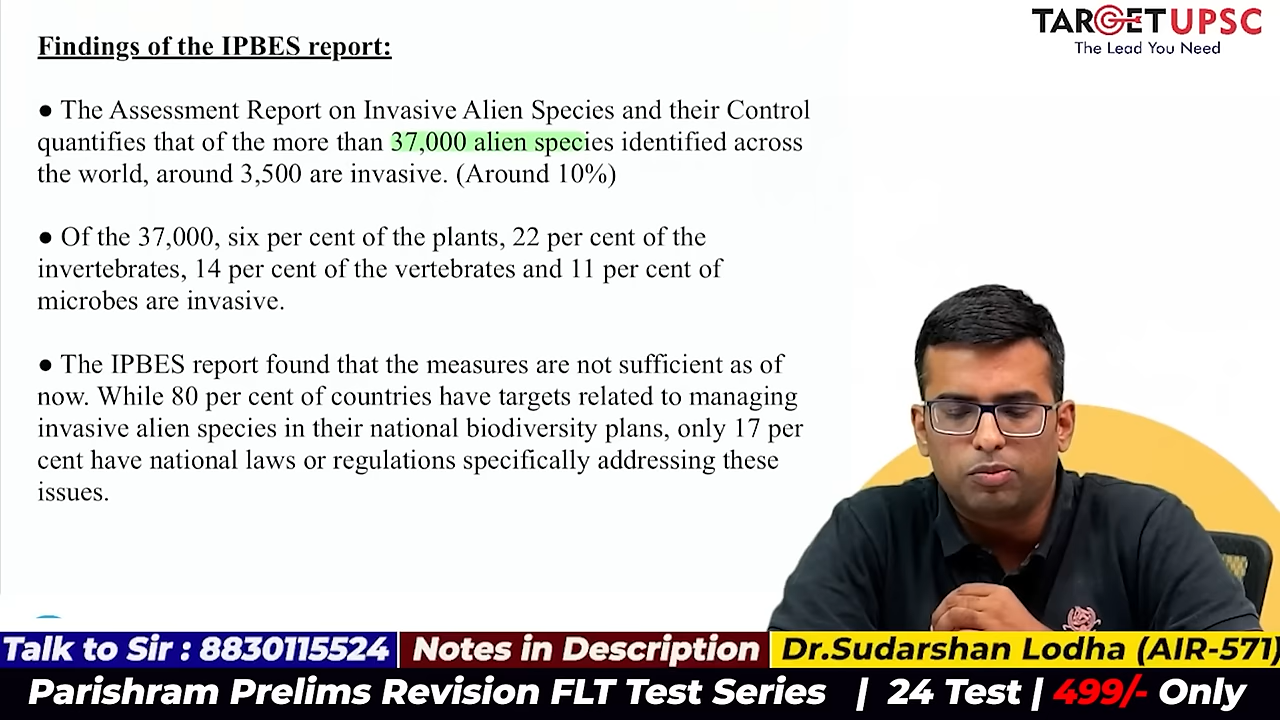 TARGETUPSC
The Lead You Need
Findings of the IPBES report:
● The Assessment Report on Invasive Alien Species and their Control
quantifies that of the more than 37,000 alien species identified across
the world, around 3,500 are invasive. (Around 10%)
● Of the 37,000, six per cent of the plants, 22 per cent of the
invertebrates, 14 per cent of the vertebrates and 11 per cent of
microbes are invasive.
● The IPBES report found that the measures are not sufficient as of
now. While 80 per cent of countries have targets related to managing
invasive alien species in their national biodiversity plans, only 17 per
cent have national laws or regulations specifically addressing these
issues.
Talk to Sir : 8830115524
Notes in Description
Dr.Sudarshan Lodha (AIR-571)
Parishram Prelims Revision FLT Test Series | 24 Test | 499/- Only